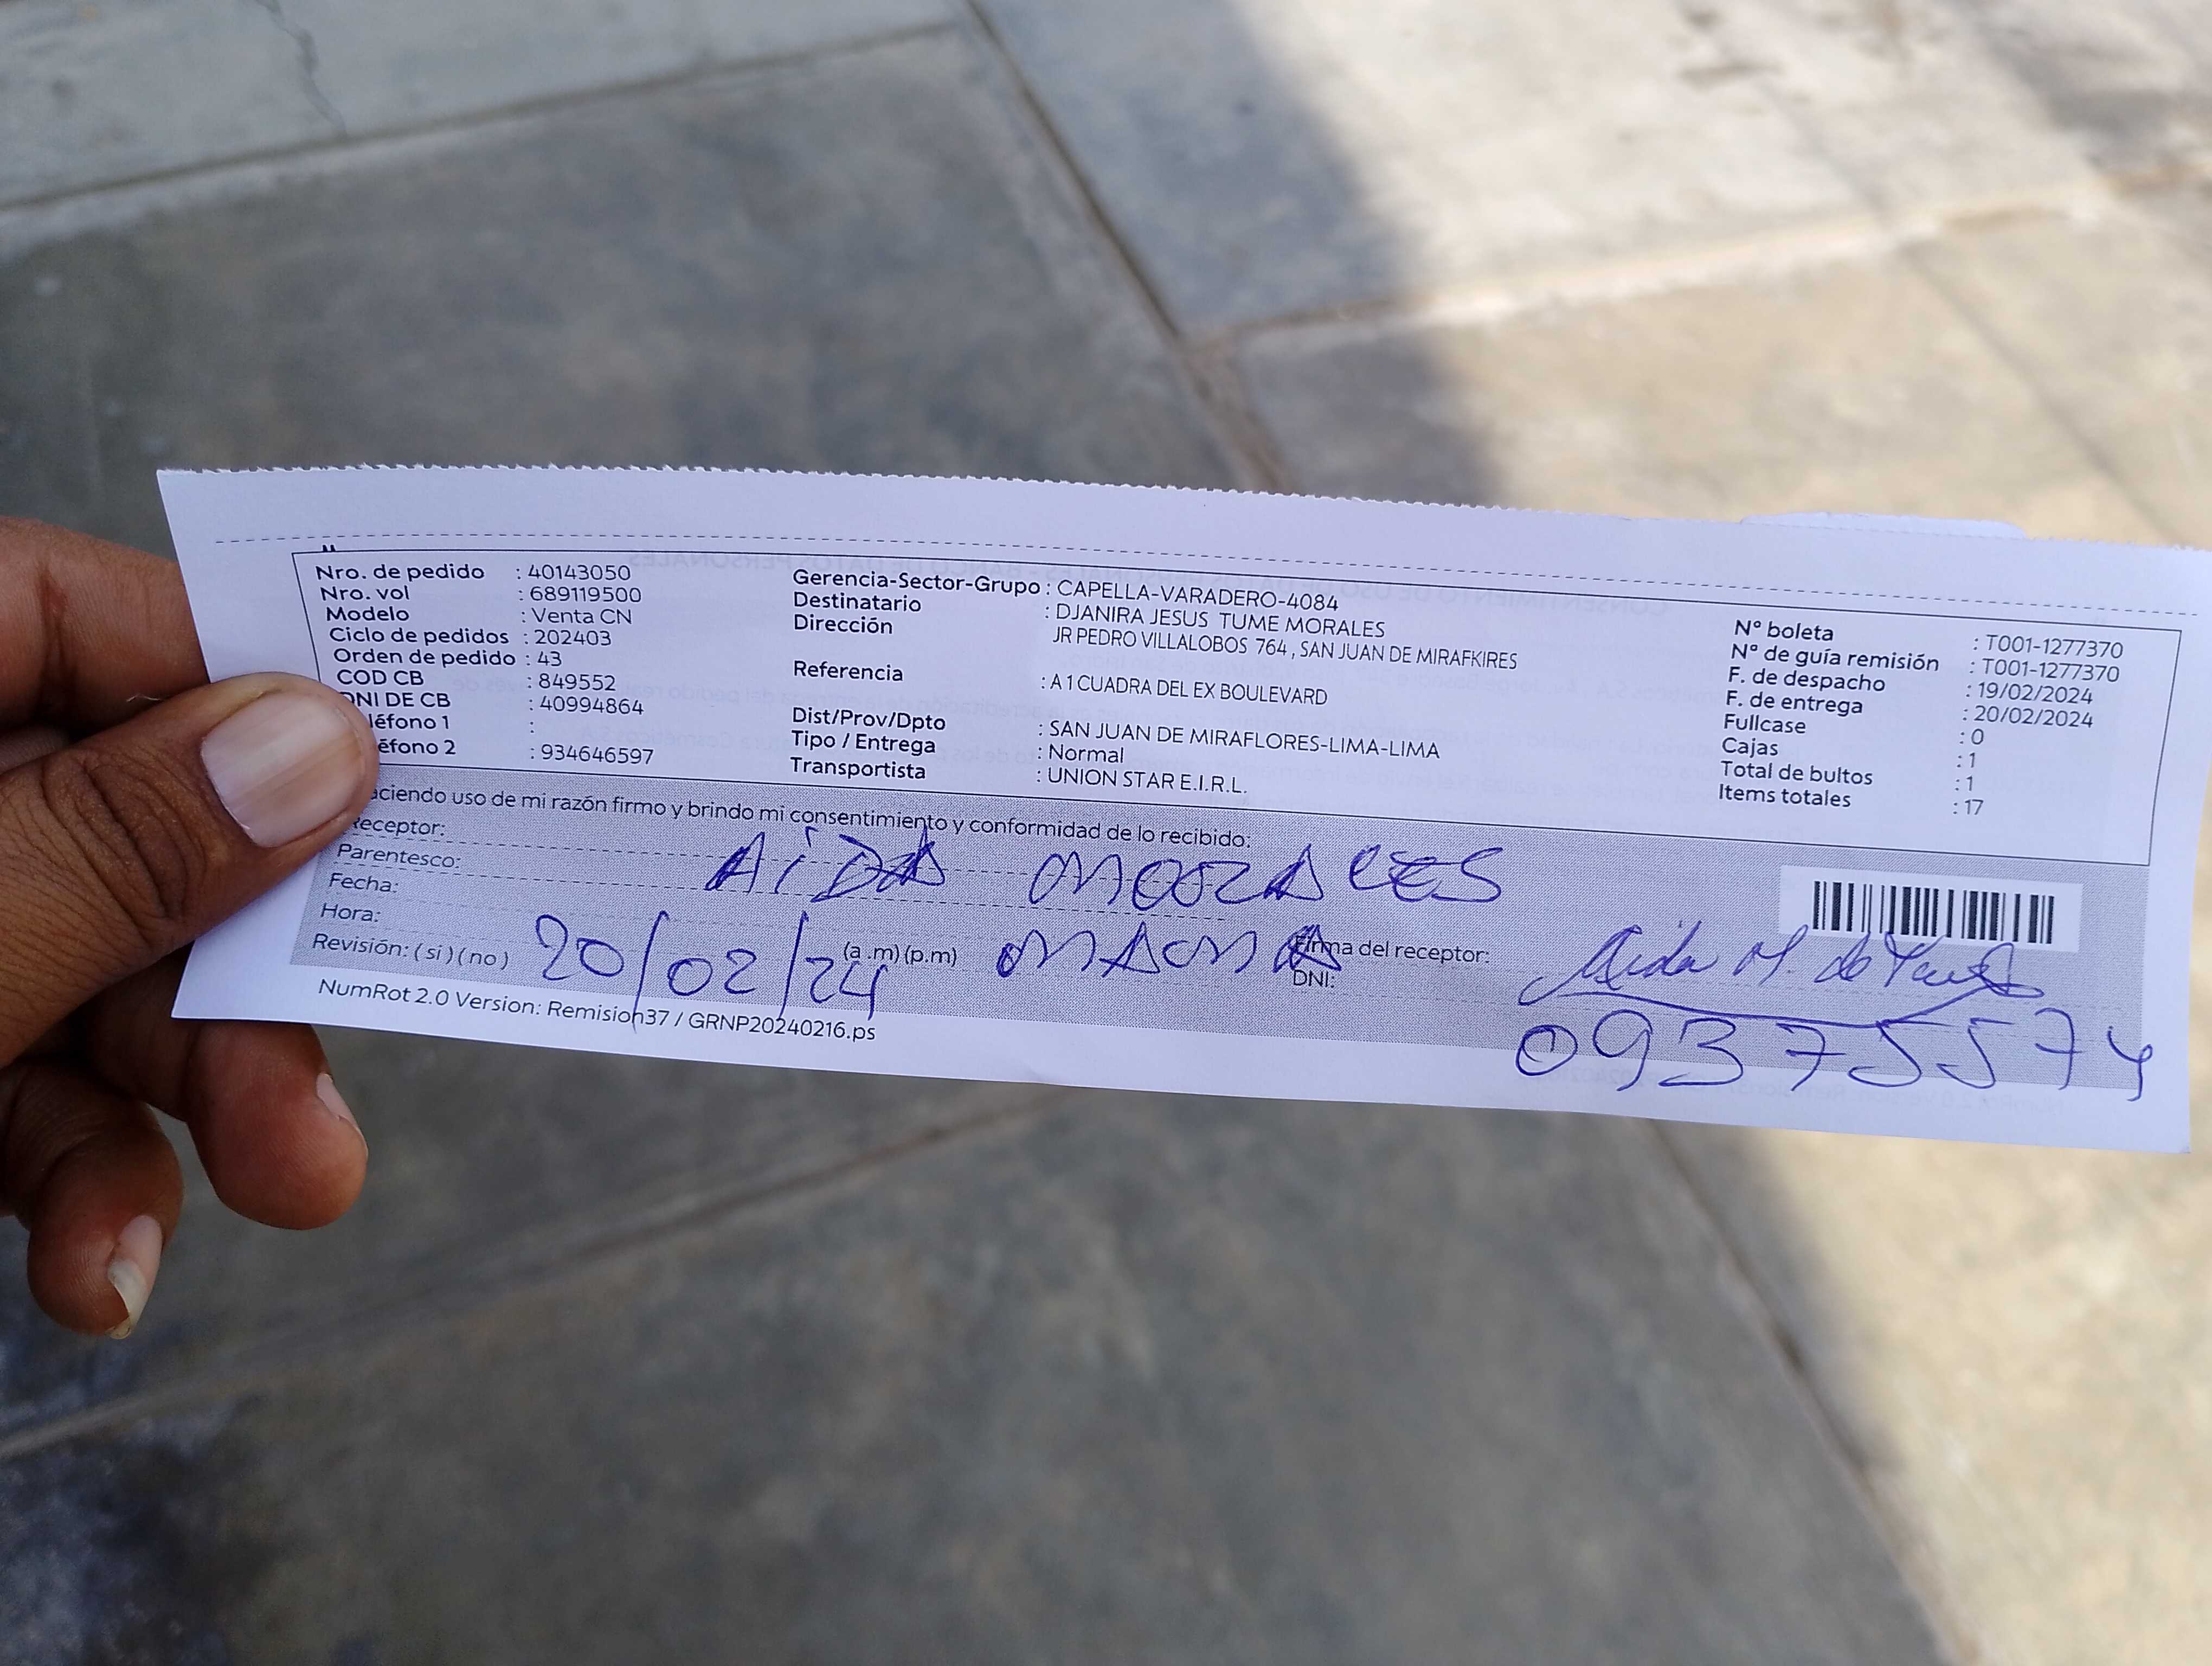 Nro. de pedido : 40143050
Nro. vol : 689119500
Modelo : Venta CN
Ciclo de pedidos : 202403
Orden de pedido : 43
COD CB : 849552
DNI DE CB : 40994864
léfono 1 :
éfono 2 : 934646597
Gerencia-Sector-Grupo : CAPELLA-VARADERO-4084
Destinatario : DJANIRA JESUS TUME MORALES
Dirección JR PEDRO VILLALOBOS 764, SAN JUAN DE MIRAFKIRES
Referencia : A 1 CUADRA DEL EX BOULEVARD
Dist/Prov/Dpto : SAN JUAN DE MIRAFLORES-LIMA-LIMA
Tipo / Entrega : Normal
Transportista : UNION STAR E.I.R.L.
N° boleta : T001-1277370
N° de guía remisión : T001-1277370
F. de despacho : 19/02/2024
F. de entrega : 20/02/2024
Fullcase : 0
Cajas : 1
Total de bultos : 1
Items totales : 17
aciendo uso de mi razón firmo y brindo mi consentimiento y conformidad de lo recibido:
Receptor: AIDA MORALES
Parentesco: MAMA
Fecha: 20/02/24
Hora: (a.m) (p.m)
Revisión: ( si ) ( no )
Firma del receptor: Aida M. de
DNI: 09375574
NumRot 2.0 Version: Remision37 / GRNP20240216.ps